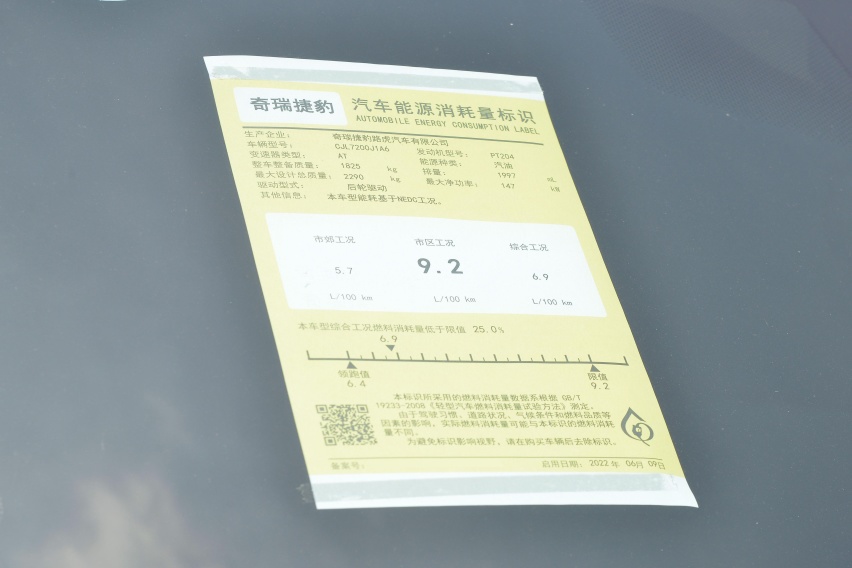 奇瑞捷豹 汽车能源消耗量标识
AUTOMOBILE ENERGY CONSUMPTION LABEL
生产企业: 奇瑞捷豹路虎汽车有限公司
车辆型号: CJL7200J1A6 发动机型号: PT204
变速器类型: AT 能源种类: 汽油
整车整备质量: 1825 kg 排量: 1997 mL
最大设计总质量: 2290 kg 最大净功率: 147 kW
驱动型式: 后轮驱动
其他信息: 本车型能耗基于NEDC工况。
市郊工况 市区工况 综合工况
5.7 9.2 6.9
L/100 km L/100 km L/100 km
本车型综合工况燃料消耗量低于限值 25.0%
6.9
领跑值 限值
6.4 9.2
本标识所采用的燃料消耗量数据系根据 GB/T
19233-2008《轻型汽车燃料消耗量试验方法》测定。
由于驾驶习惯、道路状况、气候条件和燃料品质等
因素的影响，实际燃料消耗量可能与本标识的燃料消耗
量不同。
为避免标识影响视野，请在购买车辆后去除标识。
备案号: 启用日期: 2022 年 06月 09日